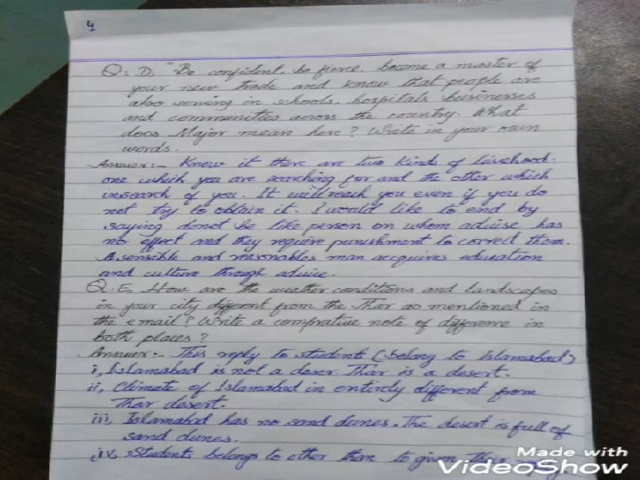 4
Q: D. "Be confident, be fierce, become a master of
your new trade and know that people are
also serving in schools, hospitals, businesses
and communities across the country. What
does Major mean here? Write in your own
words.
Answer:- Know it there are two kinds of livelihood.
one which you are searching for and the other which
insearch of you. It will reach you even if you do
not try to obtain it. I would like to end by
saying donot be like person on whom advise has
no effect and they require punishment to correct them.
A sensible and reasonables man acquires education
and culture through advice.
Q: E. How are the weather conditions and landscapes
in your city different from the Thar as mentioned in
the email? Write a comprative note of difference in
both places?
Answer:- This reply to students (belong to Islamabad)
i, Islamabad is not a deser. Thar is a desert.
ii, Climate of Islamabad in entirely different from
Thar desert.
iii, Islamabad has no sand dunes. The desert is full of
sand dunes.
iv, Students belongs to other than to given
Made with
VideoShow